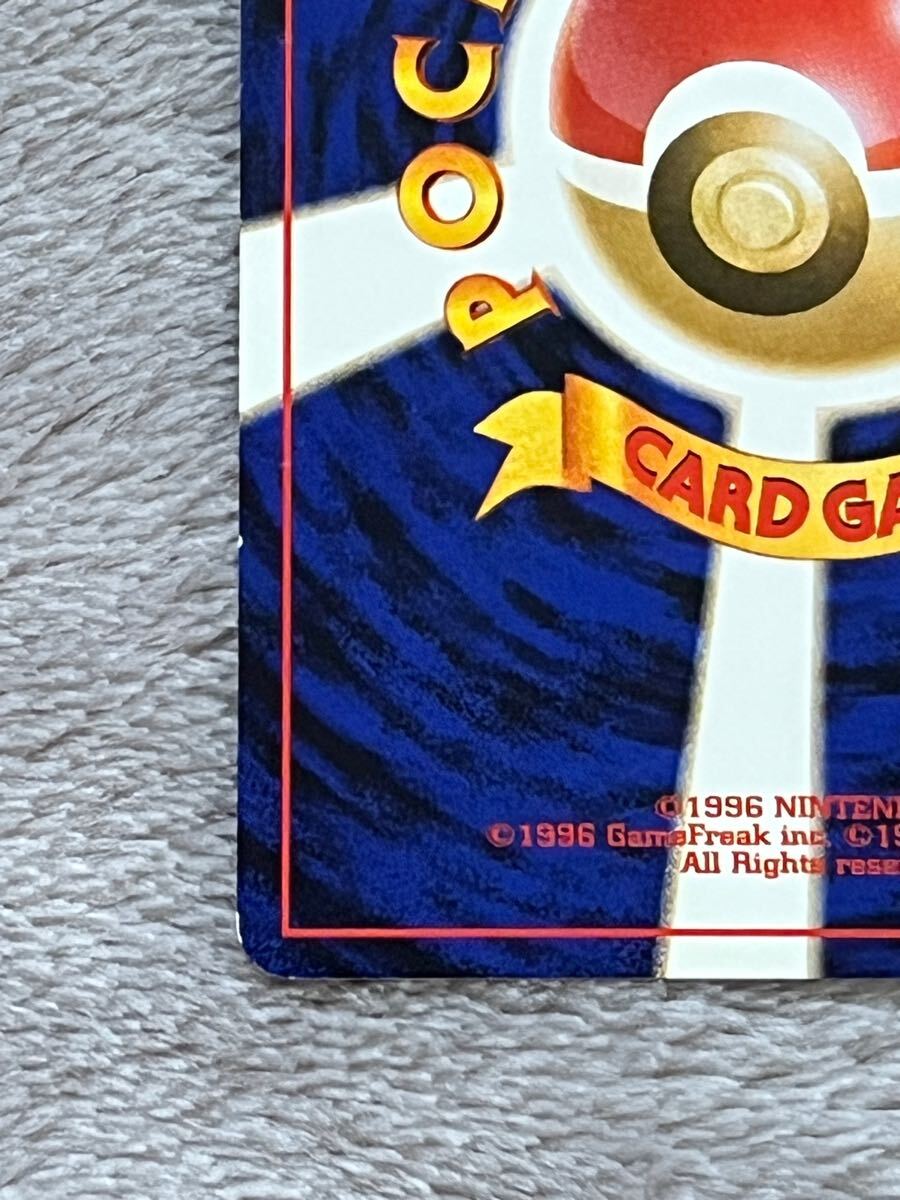 POC
CARD GA
©1996 NINTEN
©1996 GameFreak inc. ©19
All Rights rese